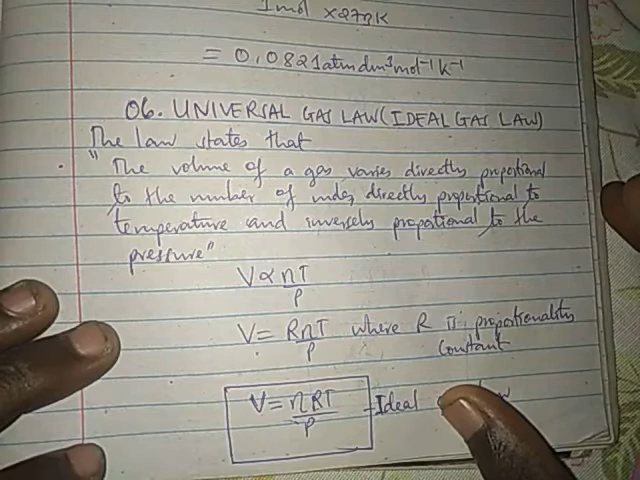 1mol x273K
= 0,0821atmdm³mol⁻¹k⁻¹
06. UNIVERSAL GAS LAW (IDEAL GAS LAW)
The law states that
"The volume of a gas varies directly proportional
to the number of moles, directly proportional to
temperature and inversely propotional to the
pressure"
V ∝ nT
P
V = RnT where R is proportionality
P constant
V = nRT - Ideal
P